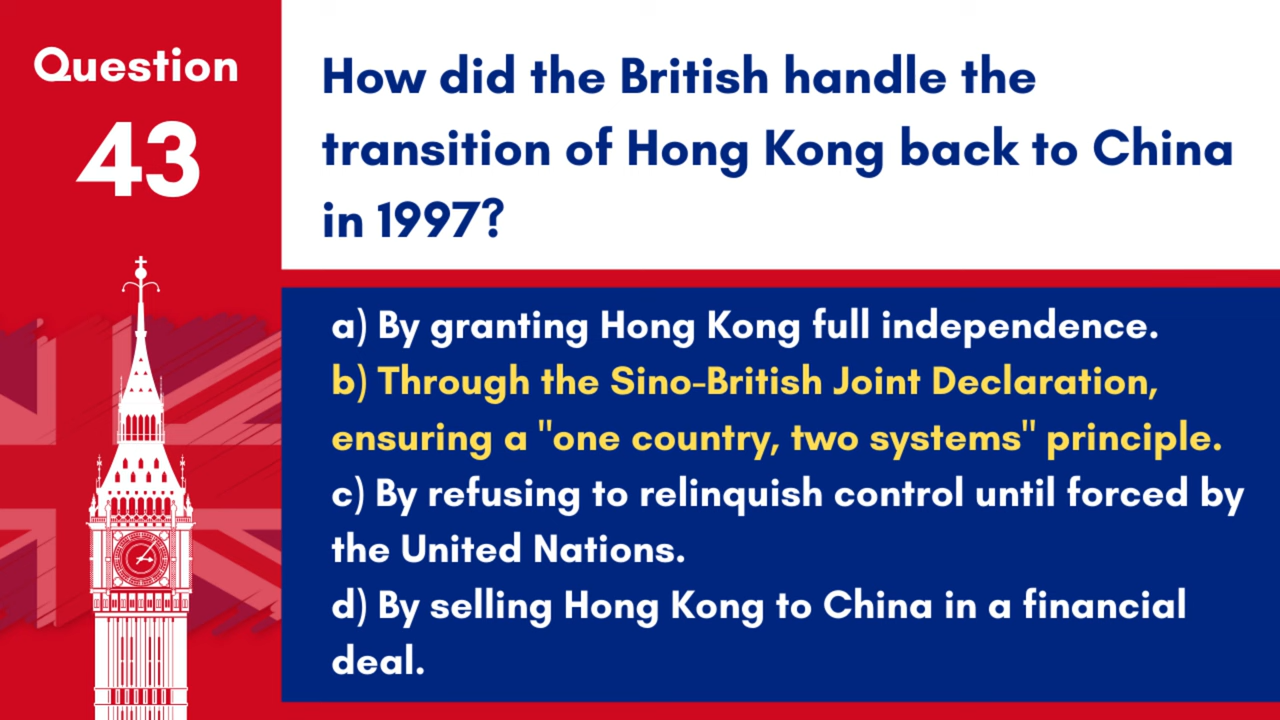 Question
43
How did the British handle the
transition of Hong Kong back to China
in 1997?
a) By granting Hong Kong full independence.
b) Through the Sino-British Joint Declaration,
ensuring a "one country, two systems" principle.
c) By refusing to relinquish control until forced by
the United Nations.
d) By selling Hong Kong to China in a financial
deal.